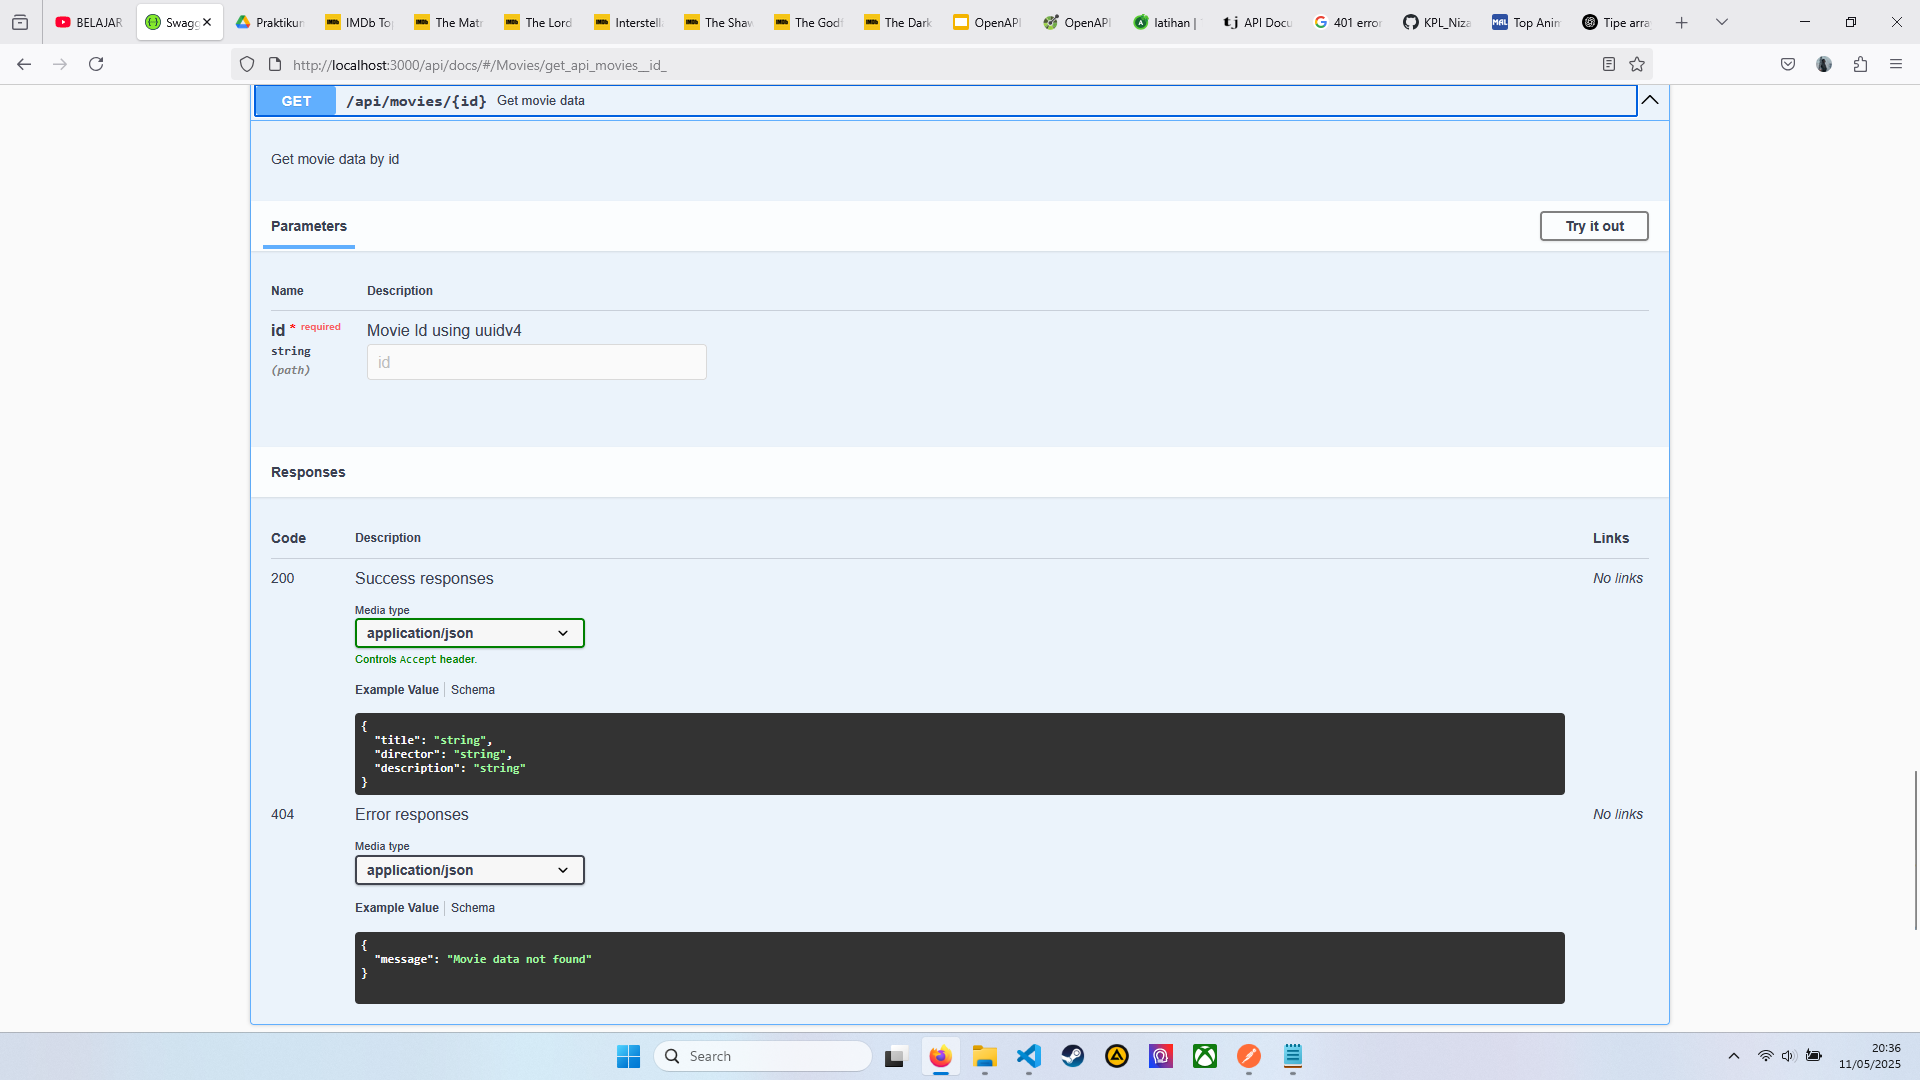 BELAJAR
Swagg
Praktikun
IMDb Top
The Matr
The Lord
Interstell
The Shaw
The Godf
The Dark
OpenAPI
OpenAPI
latihan |
API Docu
401 error
KPL_Niza
MAL
Top Anim
Tipe arra
http://localhost:3000/api/docs/#/Movies/get_api_movies__id_
GET /api/movies/{id} Get movie data
Get movie data by id
Parameters
Try it out
Name Description
id * required
string
(path)
Movie Id using uuidv4
id
Responses
Code Description Links
200 Success responses No links
Media type
application/json
Controls Accept header.
Example Value Schema
{
"title": "string",
"director": "string",
"description": "string"
}
404 Error responses No links
Media type
application/json
Example Value Schema
{
"message": "Movie data not found"
}
Search
20:36
11/05/2025